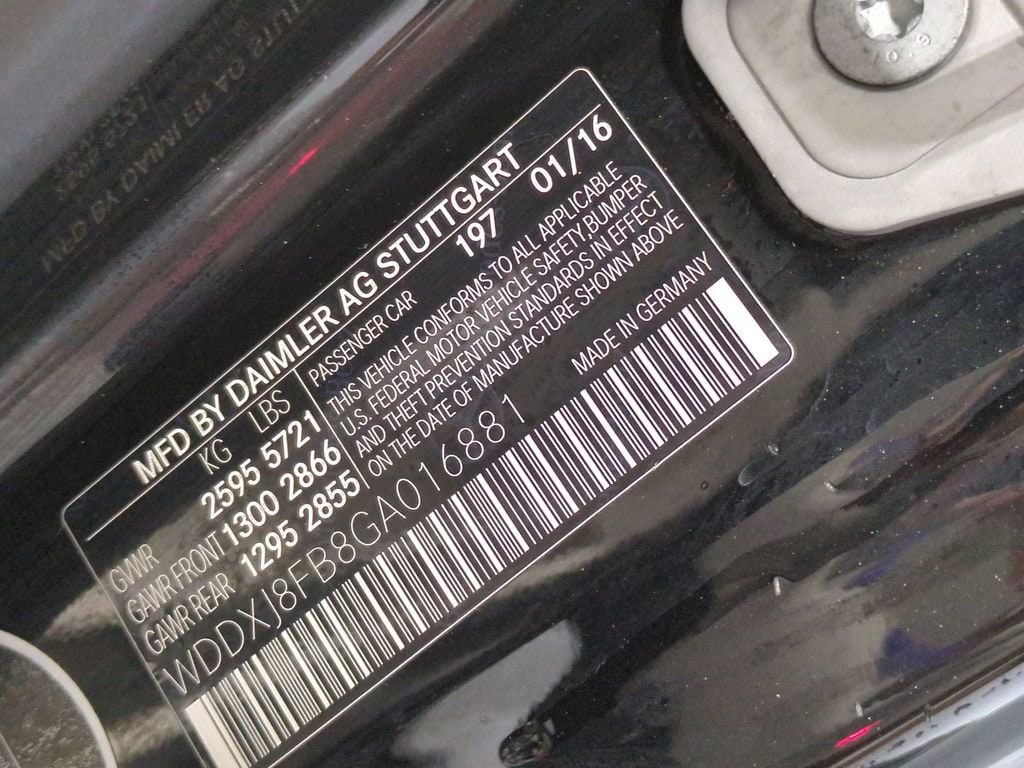 MFD BY DAIMLER AG STUTTGART
KG LBS
197 01/16
GVWR 2595 5721
GAWR FRONT 1300 2866
GAWR REAR 1295 2855
PASSENGER CAR
THIS VEHICLE CONFORMS TO ALL APPLICABLE
U.S. FEDERAL MOTOR VEHICLE SAFETY, BUMPER
AND THEFT PREVENTION STANDARDS IN EFFECT
ON THE DATE OF MANUFACTURE SHOWN ABOVE
MADE IN GERMANY
WDDXJ8FB8GA016881